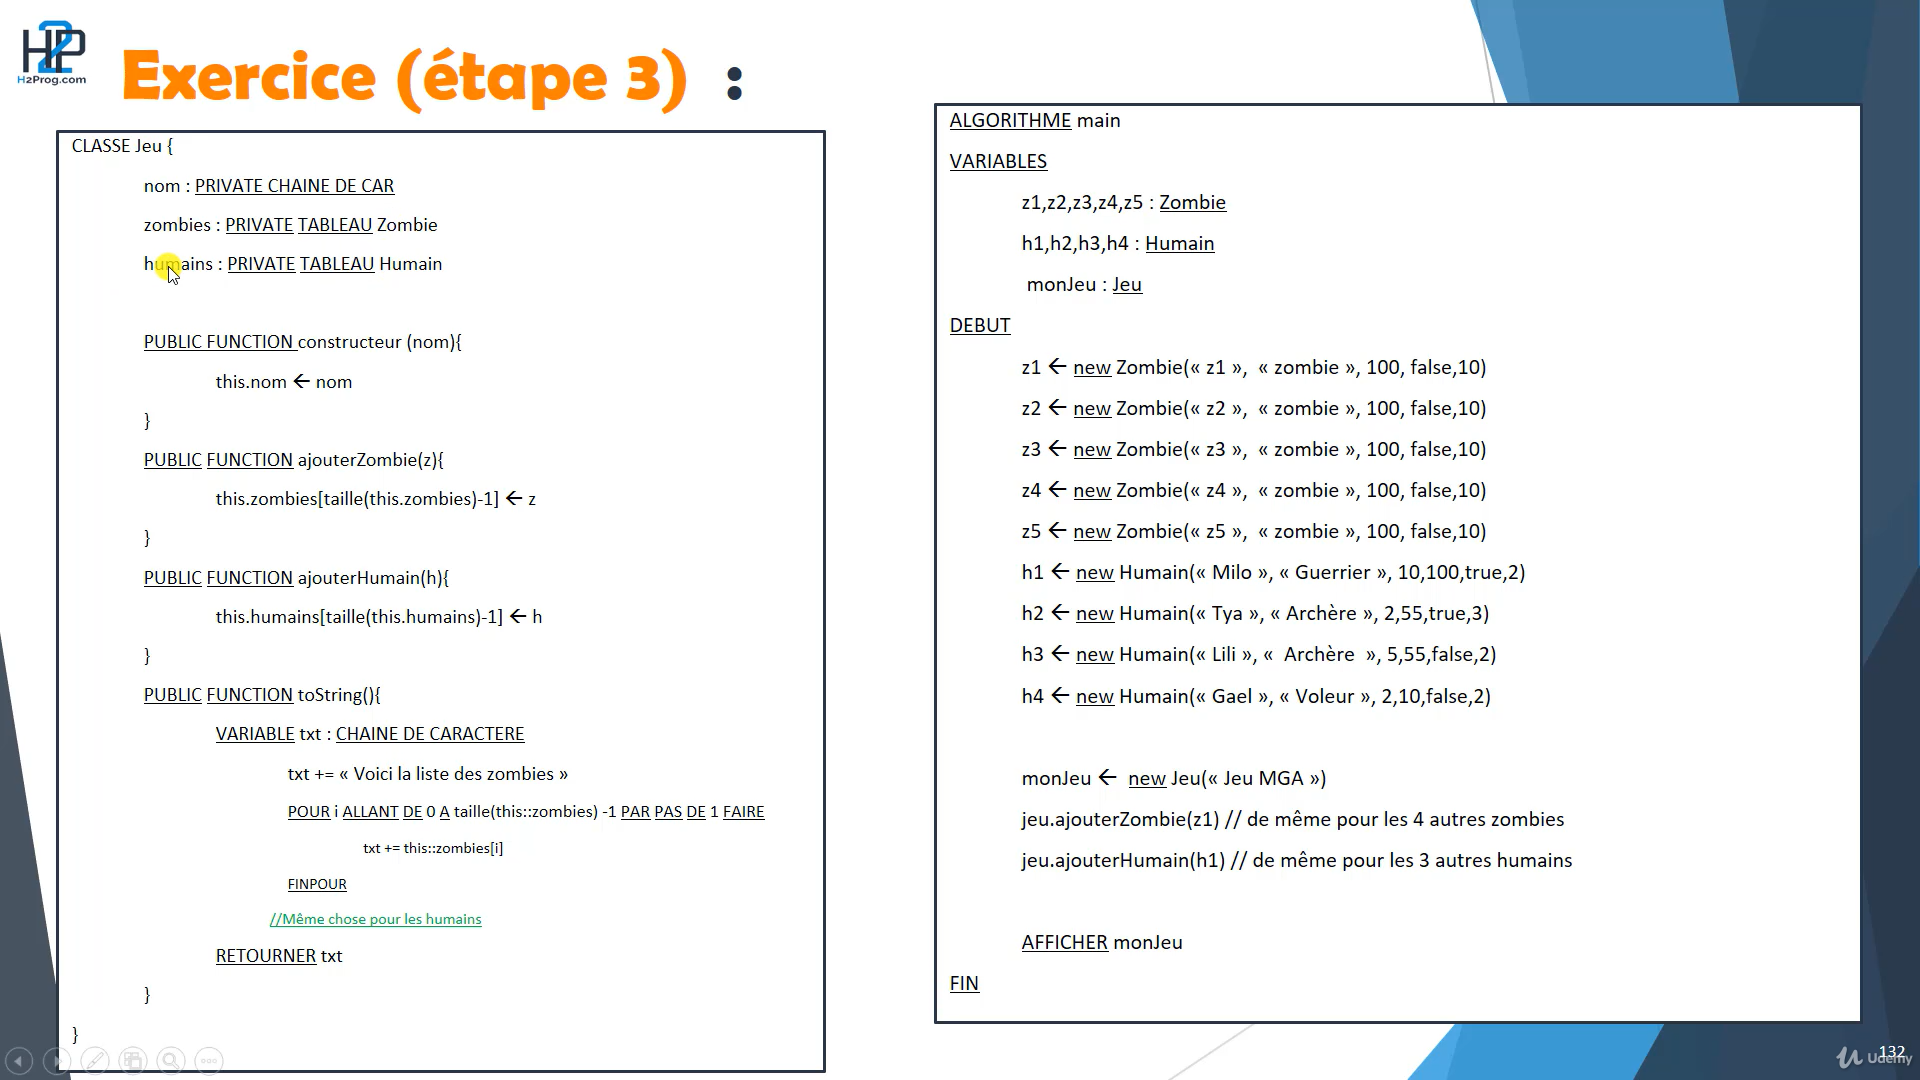 H2P
H2Prog.com
Exercice (étape 3) :
CLASSE Jeu {
nom : PRIVATE CHAINE DE CAR
zombies : PRIVATE TABLEAU Zombie
humains : PRIVATE TABLEAU Humain
PUBLIC FUNCTION constructeur (nom){
this.nom ← nom
}
PUBLIC FUNCTION ajouterZombie(z){
this.zombies[taille(this.zombies)-1] ← z
}
PUBLIC FUNCTION ajouterHumain(h){
this.humains[taille(this.humains)-1] ← h
}
PUBLIC FUNCTION toString(){
VARIABLE txt : CHAINE DE CARACTERE
txt += « Voici la liste des zombies »
POUR i ALLANT DE 0 A taille(this::zombies) -1 PAR PAS DE 1 FAIRE
txt += this::zombies[i]
FINPOUR
//Même chose pour les humains
RETOURNER txt
}
}
ALGORITHME main
VARIABLES
z1,z2,z3,z4,z5 : Zombie
h1,h2,h3,h4 : Humain
monJeu : Jeu
DEBUT
z1 ← new Zombie(« z1 », « zombie », 100, false,10)
z2 ← new Zombie(« z2 », « zombie », 100, false,10)
z3 ← new Zombie(« z3 », « zombie », 100, false,10)
z4 ← new Zombie(« z4 », « zombie », 100, false,10)
z5 ← new Zombie(« z5 », « zombie », 100, false,10)
h1 ← new Humain(« Milo », « Guerrier », 10,100,true,2)
h2 ← new Humain(« Tya », « Archère », 2,55,true,3)
h3 ← new Humain(« Lili », « Archère », 5,55,false,2)
h4 ← new Humain(« Gael », « Voleur », 2,10,false,2)
monJeu ← new Jeu(« Jeu MGA »)
jeu.ajouterZombie(z1) // de même pour les 4 autres zombies
jeu.ajouterHumain(h1) // de même pour les 3 autres humains
AFFICHER monJeu
FIN
132
Udemy